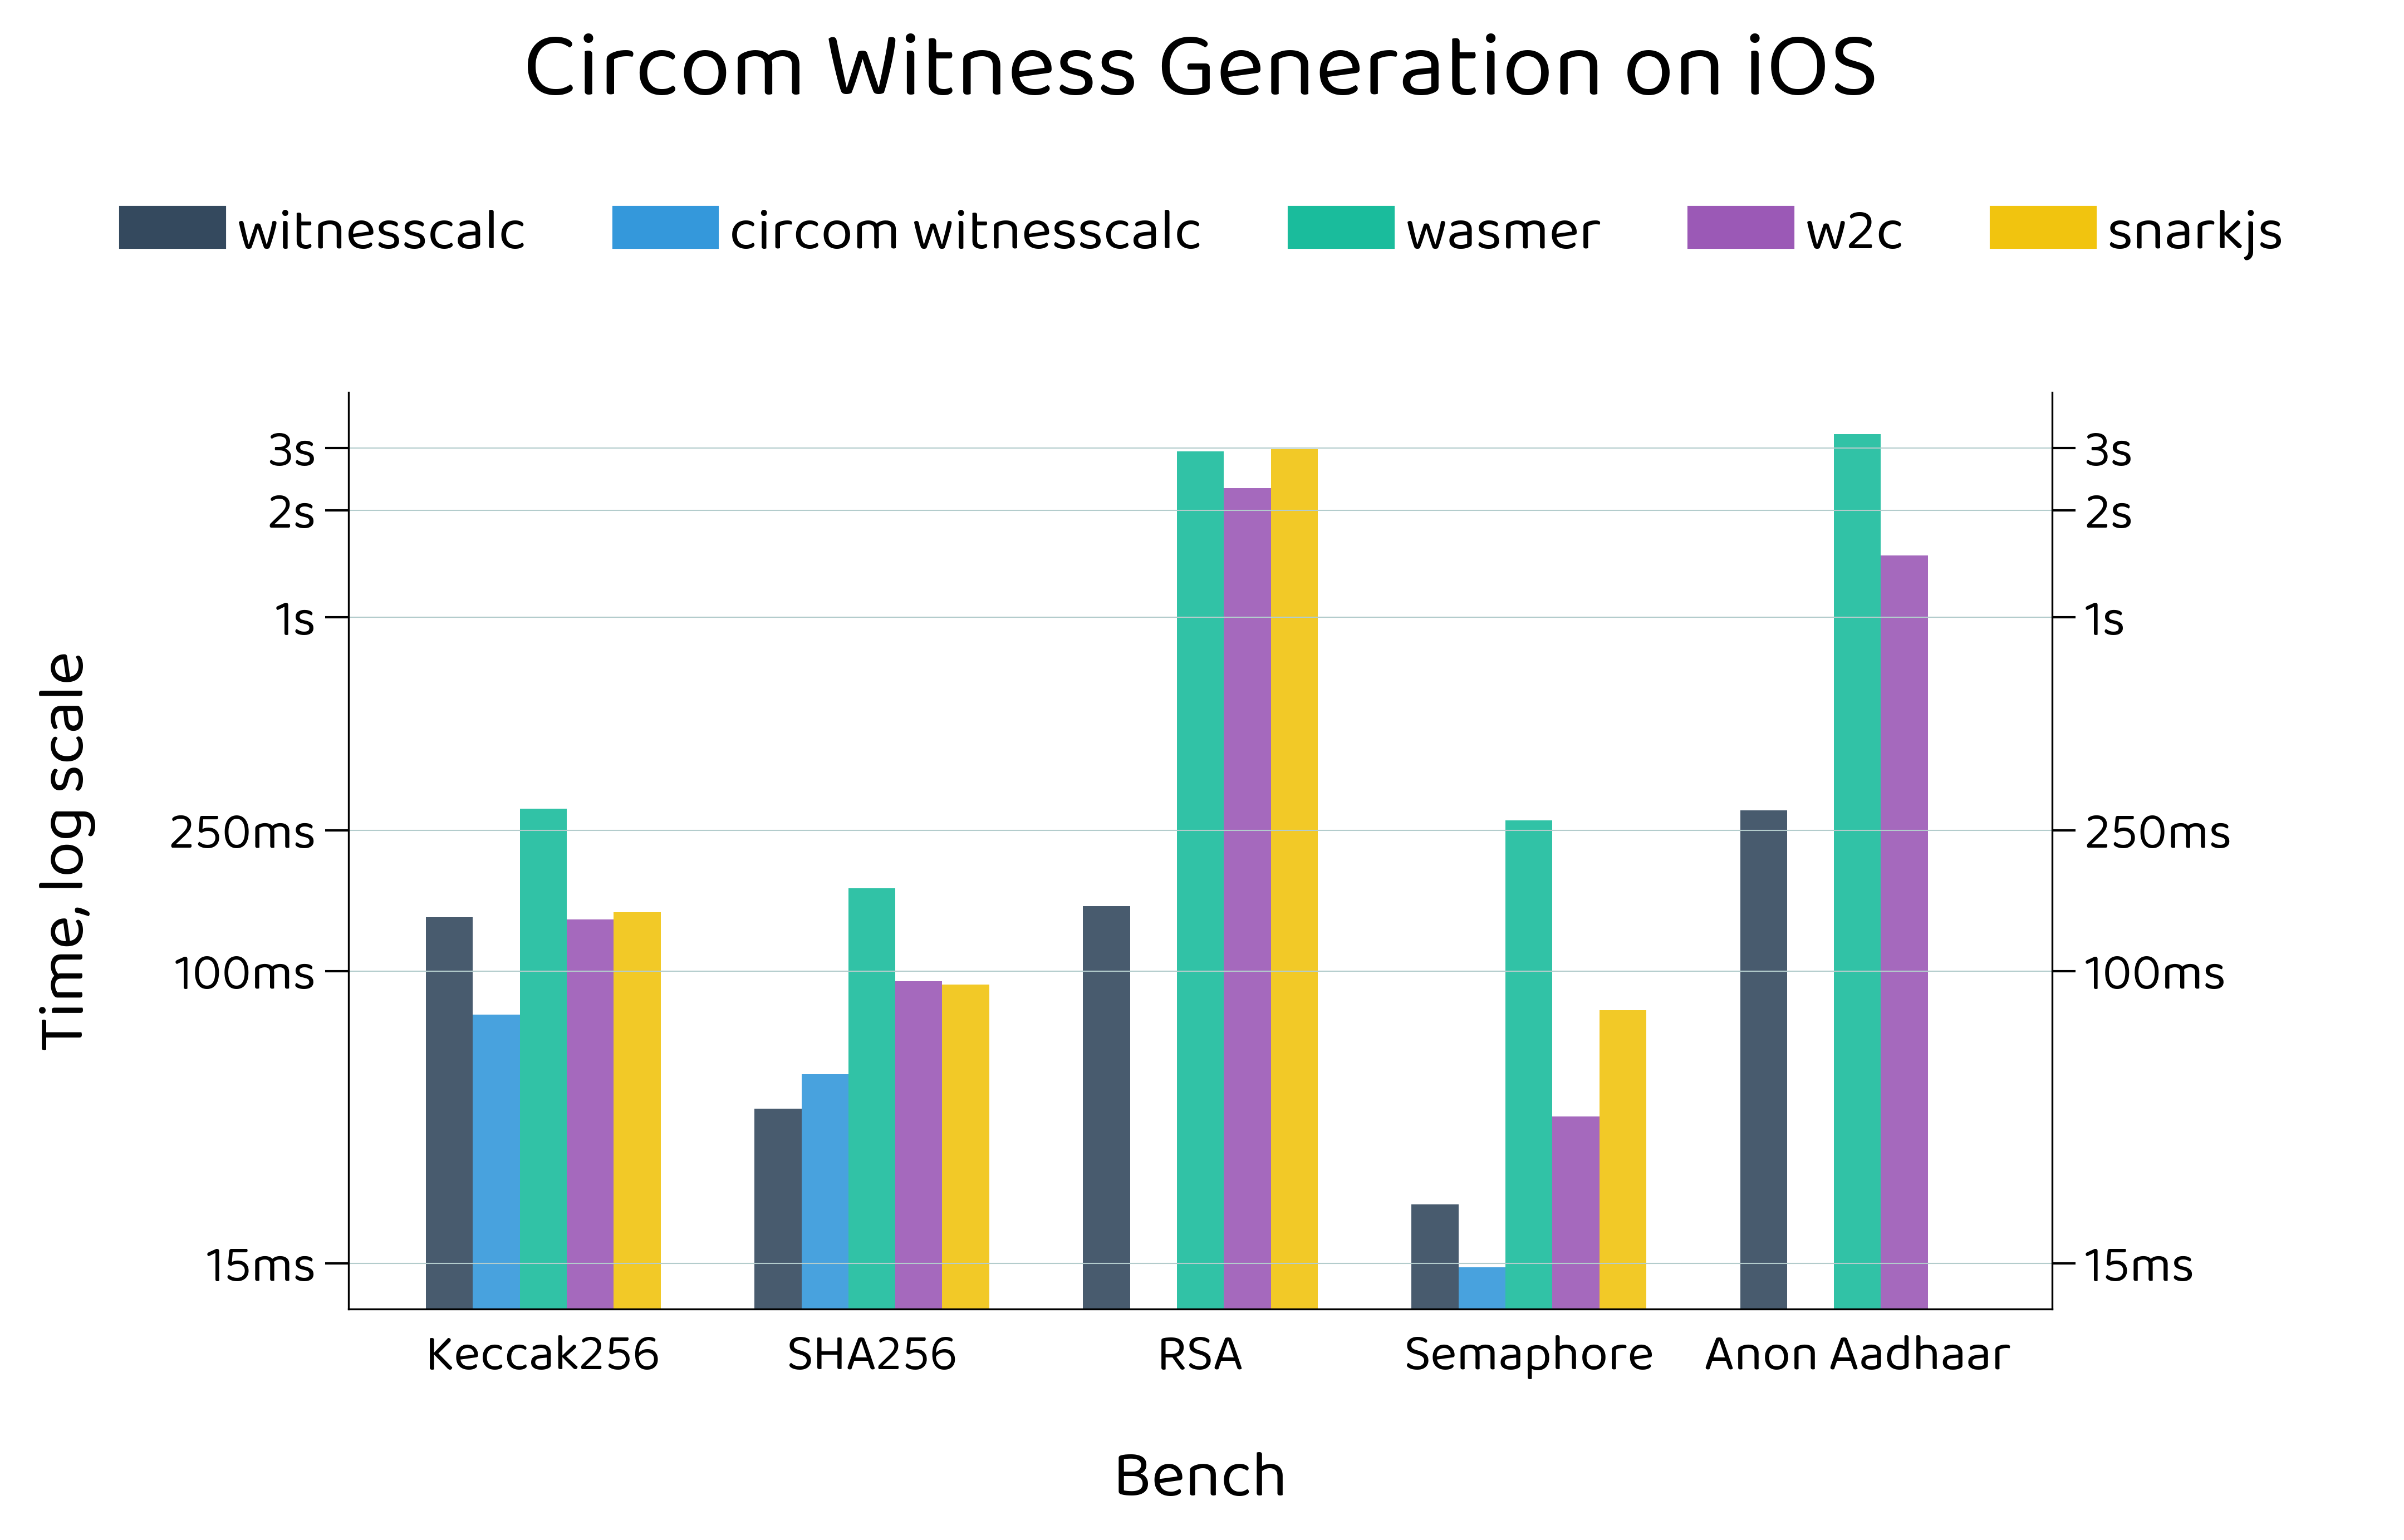 Circom Witness Generation on iOS
witnesscalc circom witnesscalc wasmer w2c snarkjs
3s 3s
2s 2s
1s 1s
Time, log scale
250ms 250ms
100ms 100ms
15ms 15ms
Keccak256 SHA256 RSA Semaphore Anon Aadhaar
Bench